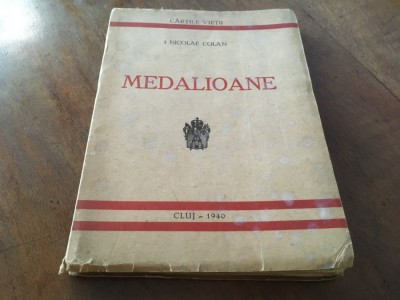 CĂRȚILE VIEȚII
† NICOLAE COLAN
MEDALIOANE
CLUJ - 1940